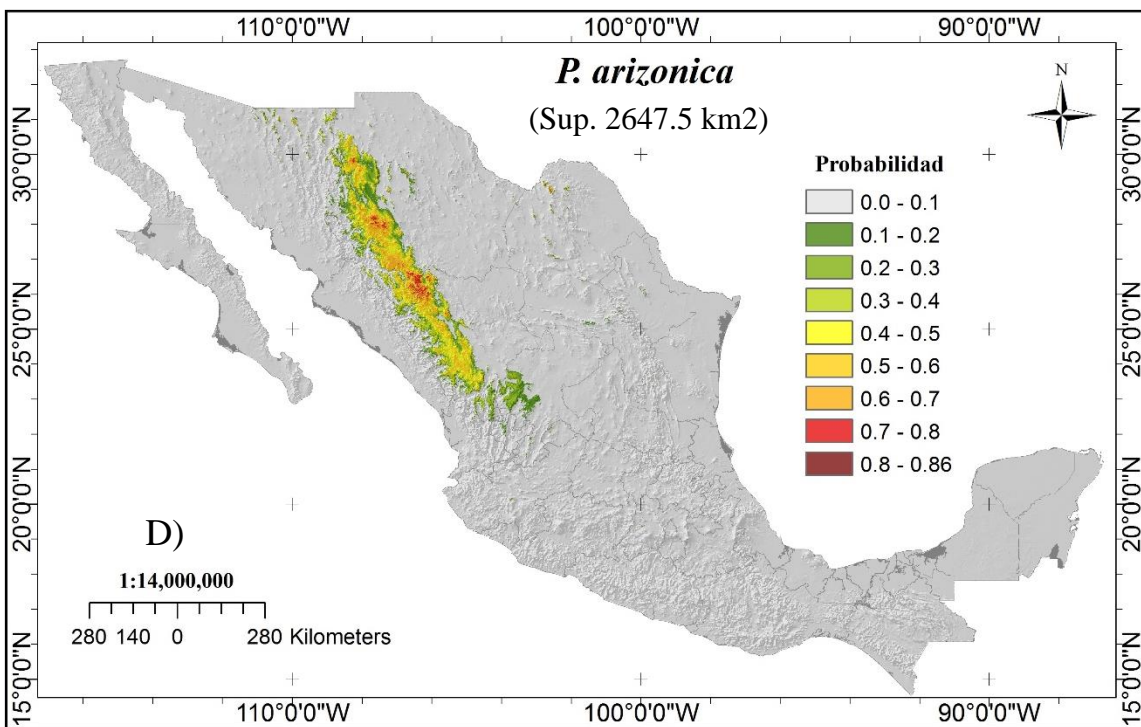 110°0'0"W
100°0'0"W
90°0'0"W
P. arizonica
(Sup. 2647.5 km2)
N
30°0'0"N
30°0'0"N
Probabilidad
0.0 - 0.1
0.1 - 0.2
0.2 - 0.3
0.3 - 0.4
0.4 - 0.5
0.5 - 0.6
0.6 - 0.7
0.7 - 0.8
0.8 - 0.86
25°0'0"N
25°0'0"N
20°0'0"N
20°0'0"N
D)
1:14,000,000
280 140 0 280 Kilometers
15°0'0"N
15°0'0"N
110°0'0"W
100°0'0"W
90°0'0"W